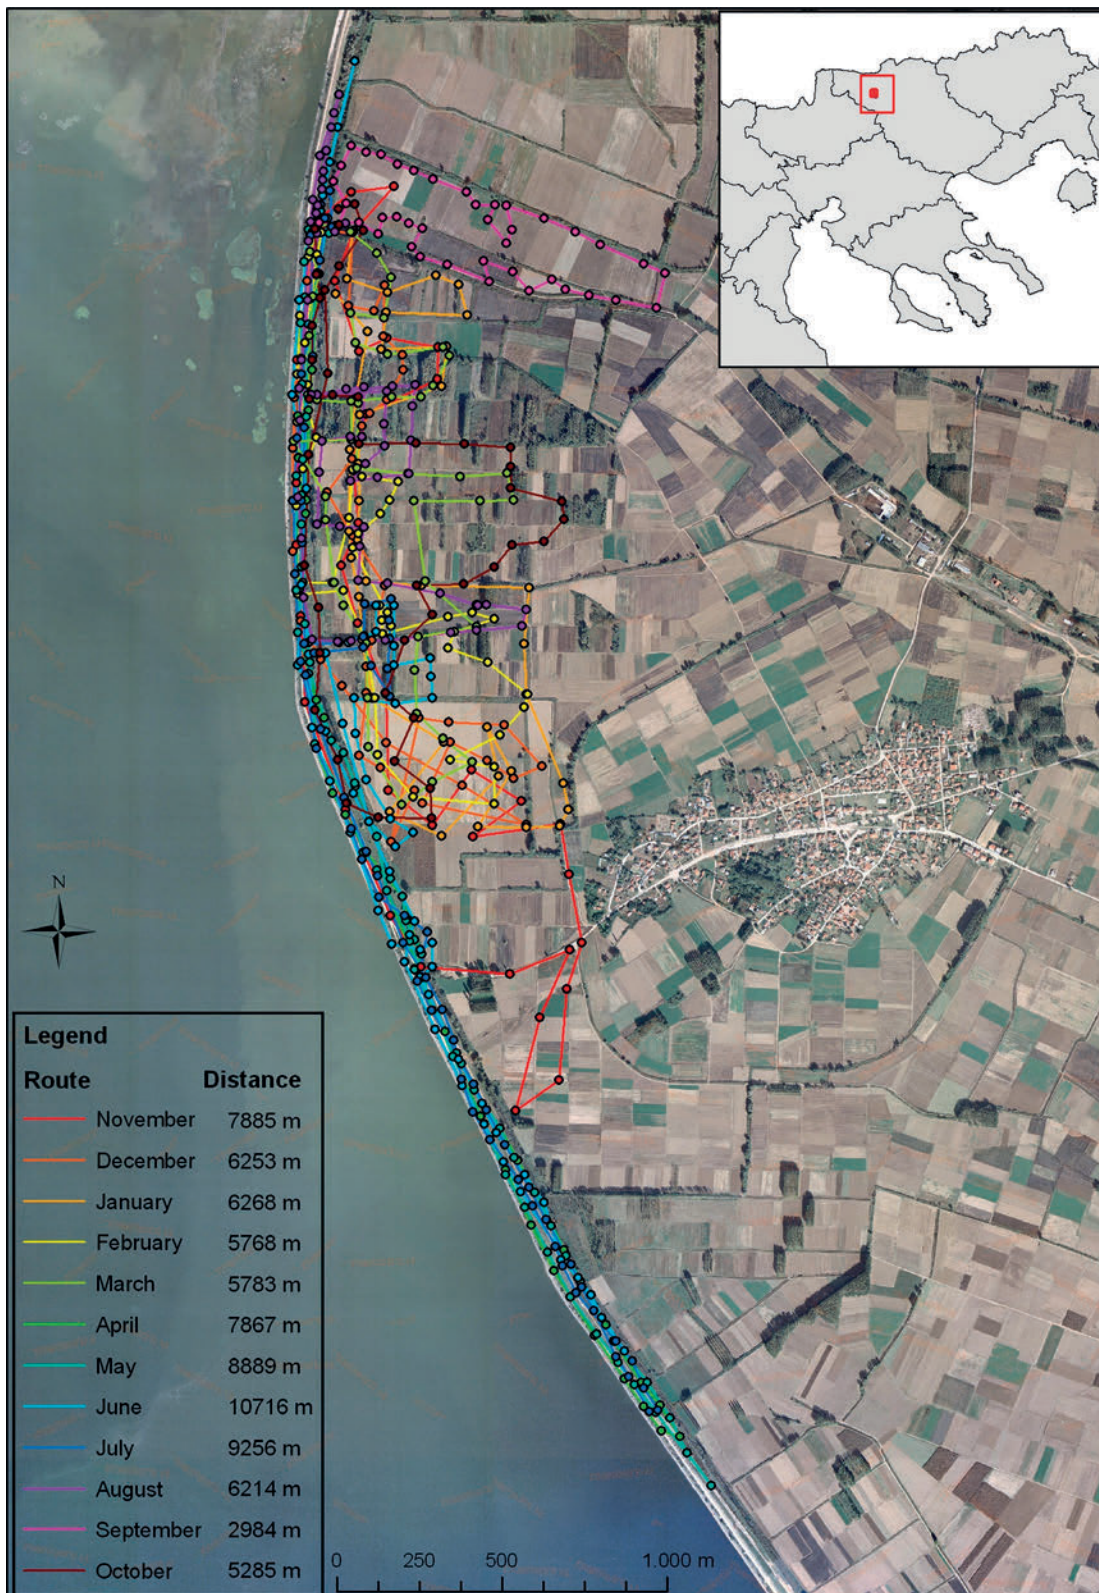 N
Legend
Route Distance
November 7885 m
December 6253 m
January 6268 m
February 5768 m
March 5783 m
April 7867 m
May 8889 m
June 10716 m
July 9256 m
August 6214 m
September 2984 m
October 5285 m
0 250 500 1.000 m